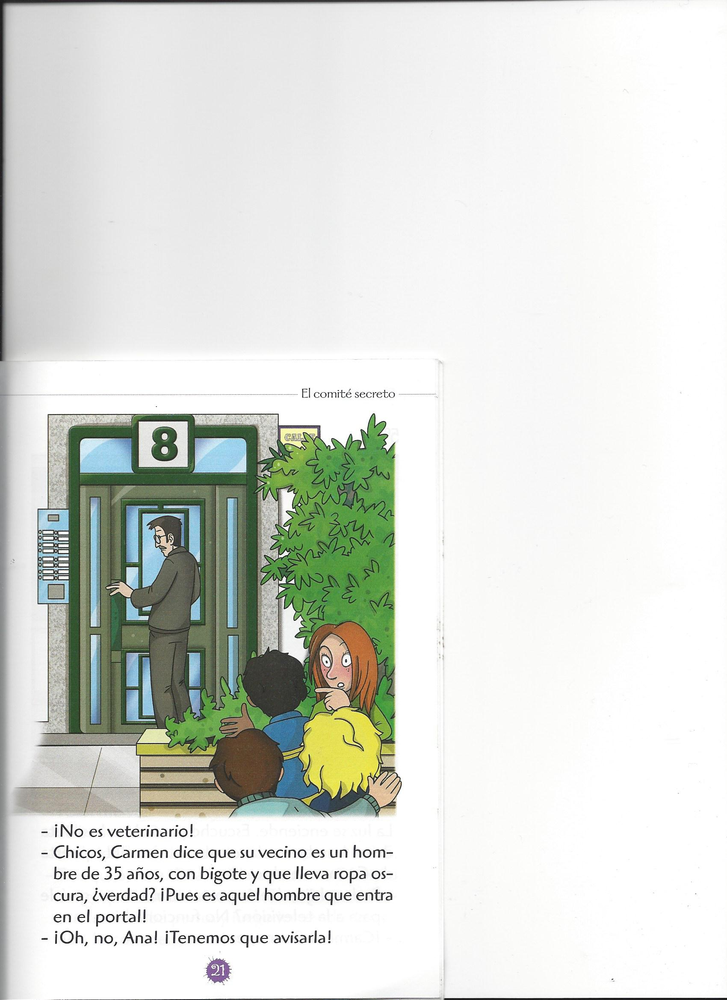 El comité secreto
8
CALLE
– ¡No es veterinario!
– Chicos, Carmen dice que su vecino es un hom-
bre de 35 años, con bigote y que lleva ropa os-
cura, ¿verdad? ¡Pues es aquel hombre que entra
en el portal!
– ¡Oh, no, Ana! ¡Tenemos que avisarla!
21